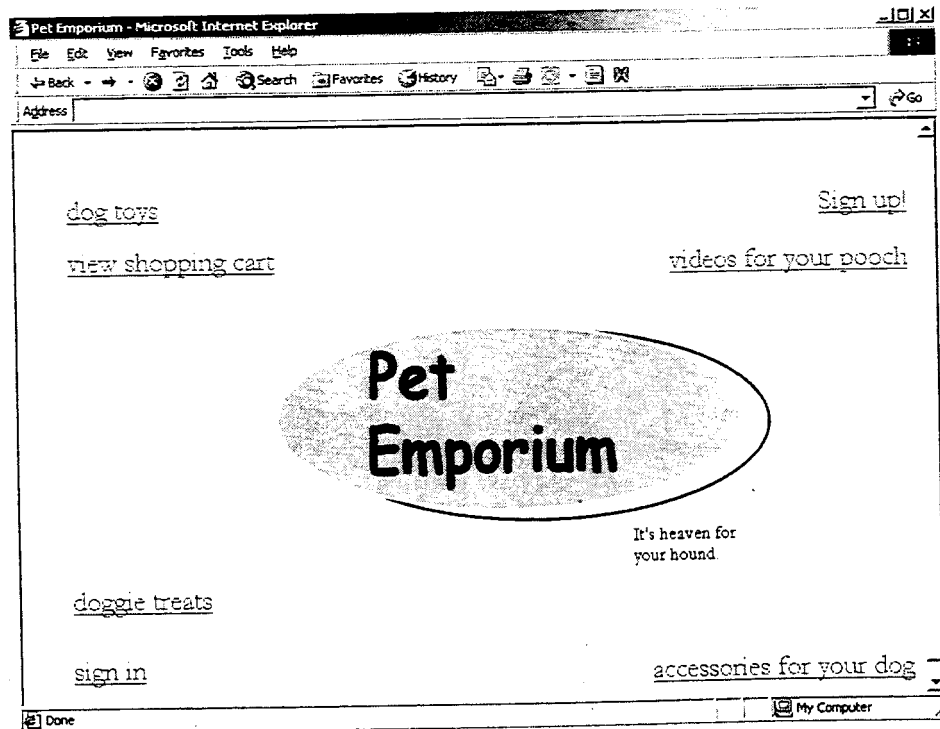 Pet Emporium - Microsoft Internet Explorer
File Edit View Favorites Tools Help
Back Search Favorites History
Address Go
dog toys
Sign up!
view shopping cart
videos for your pooch
Pet
Emporium
It's heaven for
your hound.
doggie treats
sign in
accessories for your dog
Done
My Computer